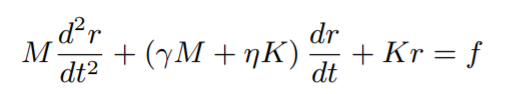 M d²r/dt² + (γM + ηK) dr/dt + Kr = f